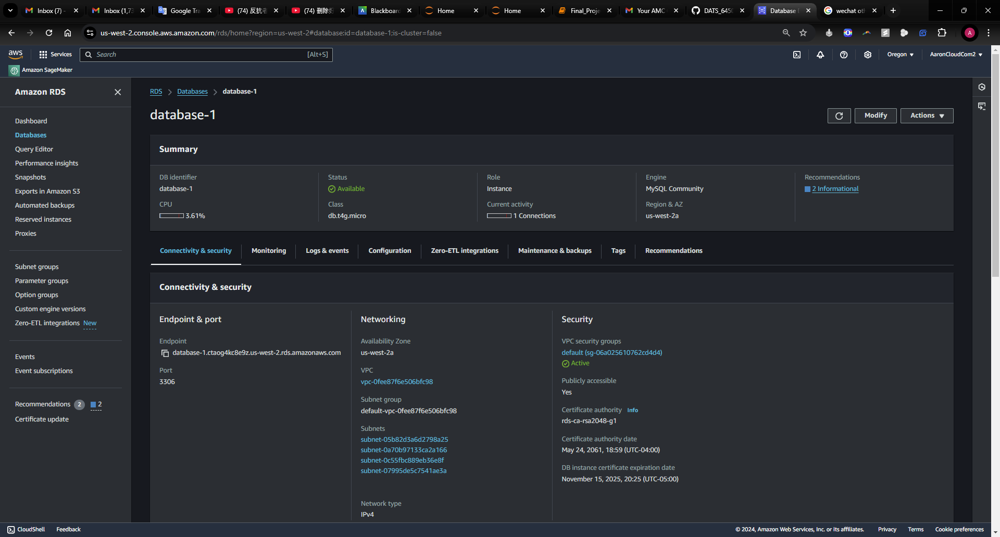 Inbox (7) -
Inbox (1,73
Google Tra
(74) 反抗者
(74) 删除好
Blackboard
Home
Home
Final_Proje
Your AMC
DATS_6450
Database
wechat oth
us-west-2.console.aws.amazon.com/rds/home?region=us-west-2#database:id=database-1;is-cluster=false
A
aws
Services
Search
[Alt+S]
Oregon
AaronCloudCom2
Amazon SageMaker
Amazon RDS
Dashboard
Databases
Query Editor
Performance insights
Snapshots
Exports in Amazon S3
Automated backups
Reserved instances
Proxies
Subnet groups
Parameter groups
Option groups
Custom engine versions
Zero-ETL integrations New
Events
Event subscriptions
Recommendations 2 2
Certificate update
RDS > Databases > database-1
database-1
Modify
Actions
Summary
DB identifier
database-1
CPU
3.61%
Status
Available
Class
db.t4g.micro
Role
Instance
Current activity
1 Connections
Engine
MySQL Community
Region & AZ
us-west-2a
Recommendations
2 Informational
Connectivity & security
Monitoring
Logs & events
Configuration
Zero-ETL integrations
Maintenance & backups
Tags
Recommendations
Connectivity & security
Endpoint & port
Endpoint
database-1.ctaog4kc8e9z.us-west-2.rds.amazonaws.com
Port
3306
Networking
Availability Zone
us-west-2a
VPC
vpc-0fee87f6e506bfc98
Subnet group
default-vpc-0fee87f6e506bfc98
Subnets
subnet-05b82d3a6d2798a25
subnet-0a70b97133ca2a166
subnet-0c55fbc889eb36e8f
subnet-07995de5c7541ae3a
Network type
IPv4
Security
VPC security groups
default (sg-06a025610762cd4d4)
Active
Publicly accessible
Yes
Certificate authority Info
rds-ca-rsa2048-g1
Certificate authority date
May 24, 2061, 18:59 (UTC-04:00)
DB instance certificate expiration date
November 15, 2025, 20:25 (UTC-05:00)
CloudShell
Feedback
© 2024, Amazon Web Services, Inc. or its affiliates.
Privacy
Terms
Cookie preferences